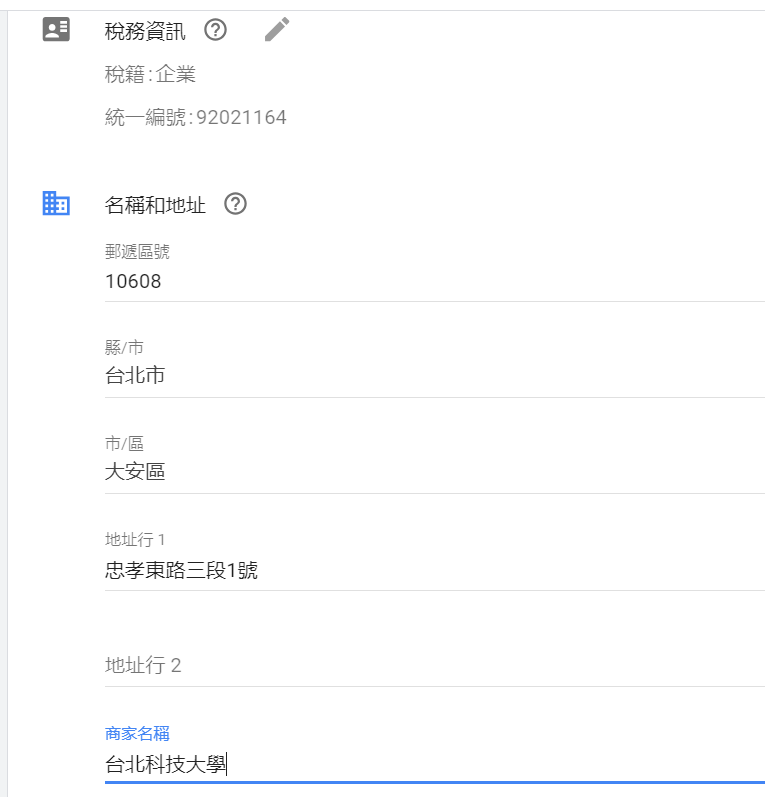 稅務資訊
稅籍:企業
統一編號:92021164
名稱和地址
郵遞區號
10608
縣/市
台北市
市/區
大安區
地址行 1
忠孝東路三段1號
地址行 2
商家名稱
台北科技大學